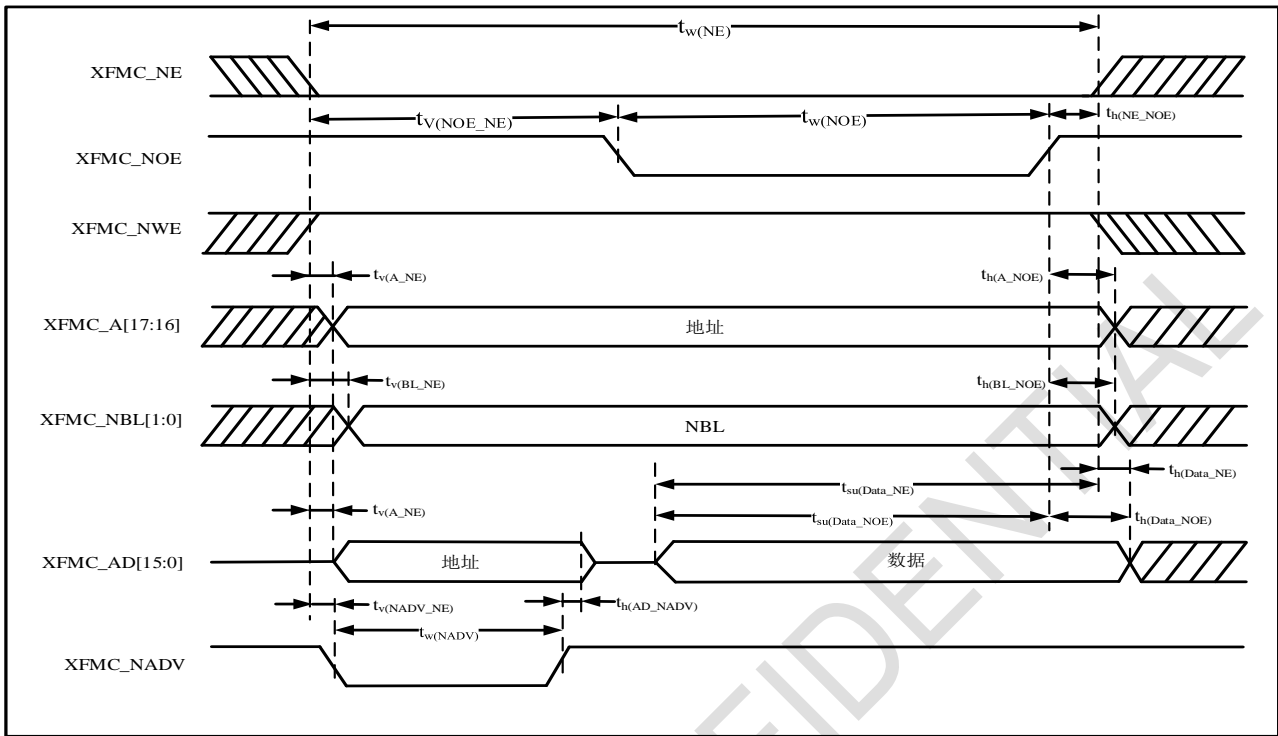 tw(NE)
XFMC_NE
tV(NOE_NE)
tw(NOE)
th(NE_NOE)
XFMC_NOE
XFMC_NWE
tv(A_NE)
th(A_NOE)
XFMC_A[17:16]
地址
tv(BL_NE)
th(BL_NOE)
XFMC_NBL[1:0]
NBL
th(Data_NE)
tsu(Data_NE)
tv(A_NE)
tsu(Data_NOE)
th(Data_NOE)
XFMC_AD[15:0]
地址
数据
tv(NADV_NE)
th(AD_NADV)
tw(NADV)
XFMC_NADV
FIDENTIAL